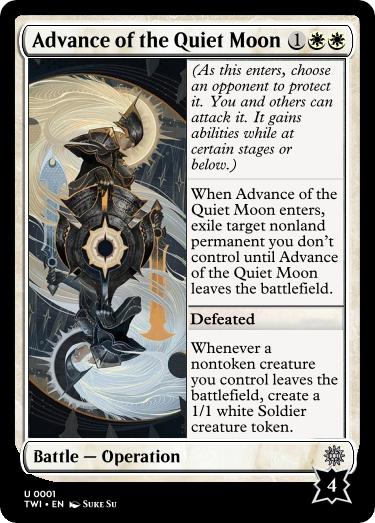 Advance of the Quiet Moon 1
(As this enters, choose
an opponent to protect
it. You and others can
attack it. It gains
abilities while at
certain stages or
below.)
When Advance of the
Quiet Moon enters,
exile target nonland
permanent you don't
control until Advance
of the Quiet Moon
leaves the battlefield.
Defeated
Whenever a
nontoken creature
you control leaves the
battlefield, create a
1/1 white Soldier
creature token.
Battle — Operation
4
U 0001
TWI • EN Suke Su